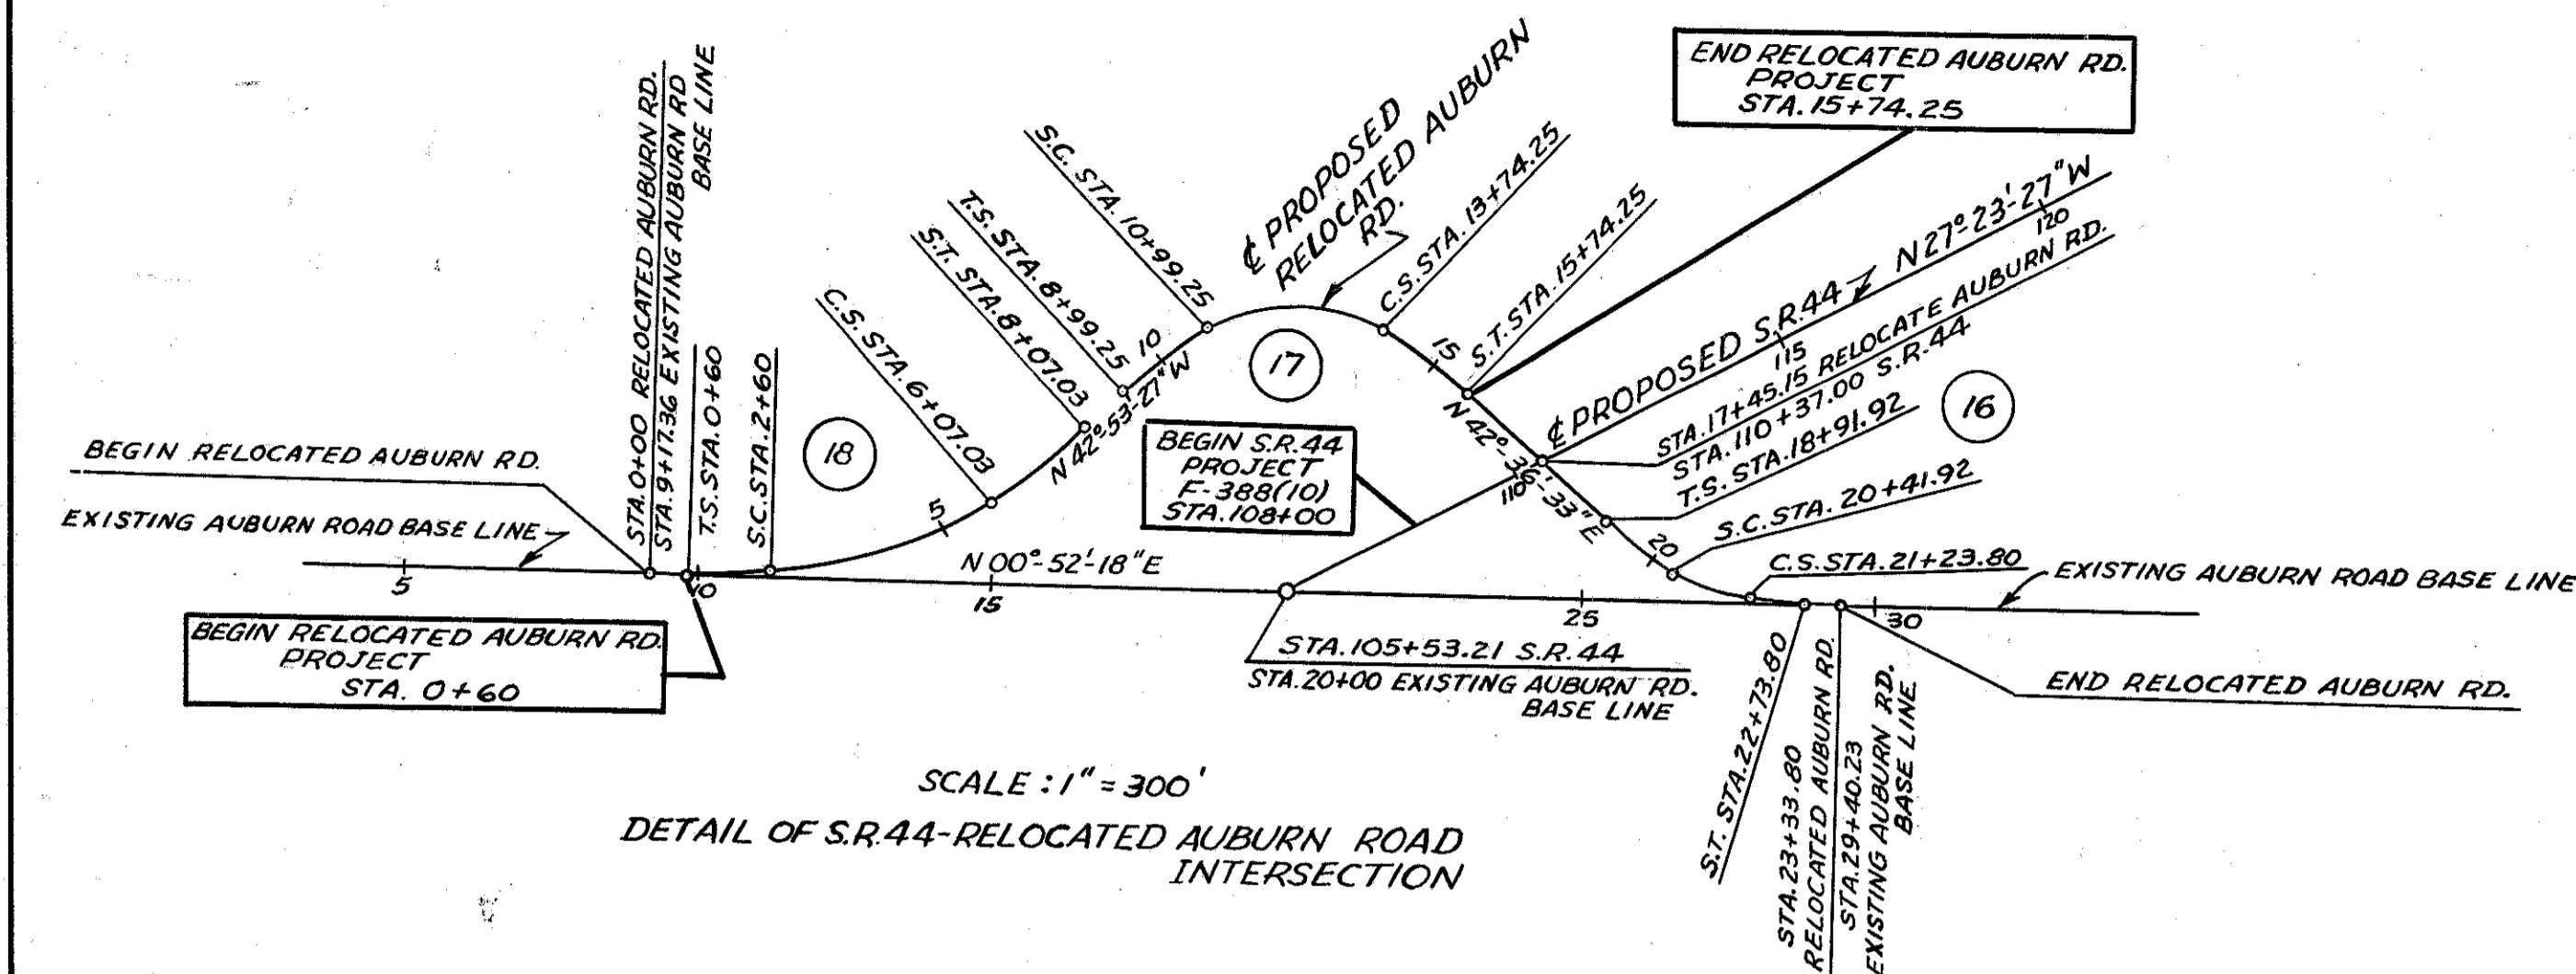 STA.0+00 RELOCATED AUBURN RD.
STA.9+17.36 EXISTING AUBURN RD
BASE LINE
T.S. STA.0+60
S.C. STA.2+60
C.S. STA.6+07.03
S.T. STA.8+07.03
T.S. STA.8+99.25
S.C. STA.10+99.25
℄ PROPOSED
RELOCATED AUBURN
RD.
C.S. STA.13+74.25
S.T. STA.15+74.25
END RELOCATED AUBURN RD.
PROJECT
STA.15+74.25
℄ PROPOSED S.R.44
N27°-23'-27"W
115
120
STA.17+45.15 RELOCATE AUBURN RD.
STA.110+37.00 S.R.44
T.S. STA.18+91.92
S.C. STA. 20+41.92
C.S. STA.21+23.80
16
17
18
10
15
N 42°-53'-27"W
N 42°-36'-33"E
110
20
5
BEGIN S.R.44
PROJECT
F-388(10)
STA.108+00
BEGIN RELOCATED AUBURN RD.
EXISTING AUBURN ROAD BASE LINE
5
10
N 00°-52'-18"E
15
25
30
EXISTING AUBURN ROAD BASE LINE
BEGIN RELOCATED AUBURN RD.
PROJECT
STA. 0+60
STA.105+53.21 S.R.44
STA.20+00 EXISTING AUBURN RD.
BASE LINE
END RELOCATED AUBURN RD.
S.T. STA.22+73.80
STA.23+33.80
RELOCATED AUBURN RD.
STA.29+40.23
EXISTING AUBURN RD.
BASE LINE
SCALE : 1" = 300'
DETAIL OF S.R.44-RELOCATED AUBURN ROAD
INTERSECTION